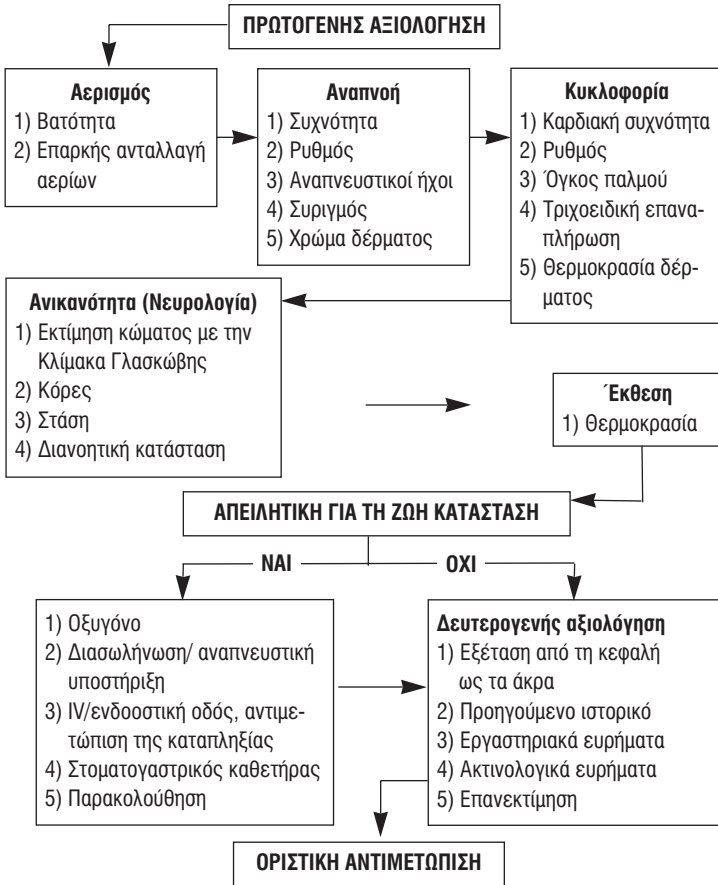 ΠΡΩΤΟΓΕΝΗΣ ΑΞΙΟΛΟΓΗΣΗ
Αερισμός
1) Βατότητα
2) Επαρκής ανταλλαγή
αερίων
Αναπνοή
1) Συχνότητα
2) Ρυθμός
3) Αναπνευστικοί ήχοι
4) Συριγμός
5) Χρώμα δέρματος
Κυκλοφορία
1) Καρδιακή συχνότητα
2) Ρυθμός
3) Όγκος παλμού
4) Τριχοειδική επανα-
πλήρωση
5) Θερμοκρασία δέρ-
ματος
Ανικανότητα (Νευρολογία)
1) Εκτίμηση κώματος με την
Κλίμακα Γλασκώβης
2) Κόρες
3) Στάση
4) Διανοητική κατάσταση
Έκθεση
1) Θερμοκρασία
ΑΠΕΙΛΗΤΙΚΗ ΓΙΑ ΤΗ ΖΩΗ ΚΑΤΑΣΤΑΣΗ
ΝΑΙ
ΟΧΙ
1) Οξυγόνο
2) Διασωλήνωση/ αναπνευστική
υποστήριξη
3) IV/ενδοοστική οδός, αντιμε-
τώπιση της καταπληξίας
4) Στοματογαστρικός καθετήρας
5) Παρακολούθηση
Δευτερογενής αξιολόγηση
1) Εξέταση από τη κεφαλή
ως τα άκρα
2) Προηγούμενο ιστορικό
3) Εργαστηριακά ευρήματα
4) Ακτινολογικά ευρήματα
5) Επανεκτίμηση
ΟΡΙΣΤΙΚΗ ΑΝΤΙΜΕΤΩΠΙΣΗ